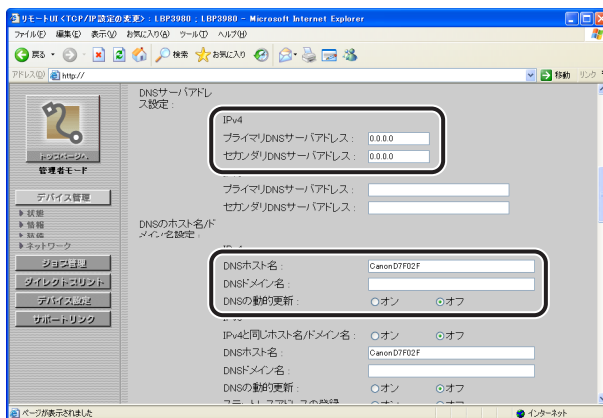 リモートUI <TCP/IP設定の変更> : LBP3980 ; LBP3980 - Microsoft Internet Explorer
ファイル(F) 編集(E) 表示(V) お気に入り(A) ツール(T) ヘルプ(H)
戻る 検索 お気に入り
アドレス(D) http:// 移動 リンク
トップページへ
管理者モード
デバイス管理
状態
情報
ネットワーク
ジョブ管理
ダイレクトプリント
デバイス設定
サポートリンク
DNSサーバアドレス設定 :
IPv4
プライマリDNSサーバアドレス : 0.0.0.0
セカンダリDNSサーバアドレス : 0.0.0.0
プライマリDNSサーバアドレス :
セカンダリDNSサーバアドレス :
DNSのホスト名/ドメイン名設定 :
DNSホスト名 : CanonD7F02F
DNSドメイン名 :
DNSの動的更新 : オン オフ
IPv4と同じホスト名/ドメイン名 : オン オフ
DNSホスト名 : CanonD7F02F
DNSドメイン名 :
DNSの動的更新 : オン オフ
ページが表示されました インターネット